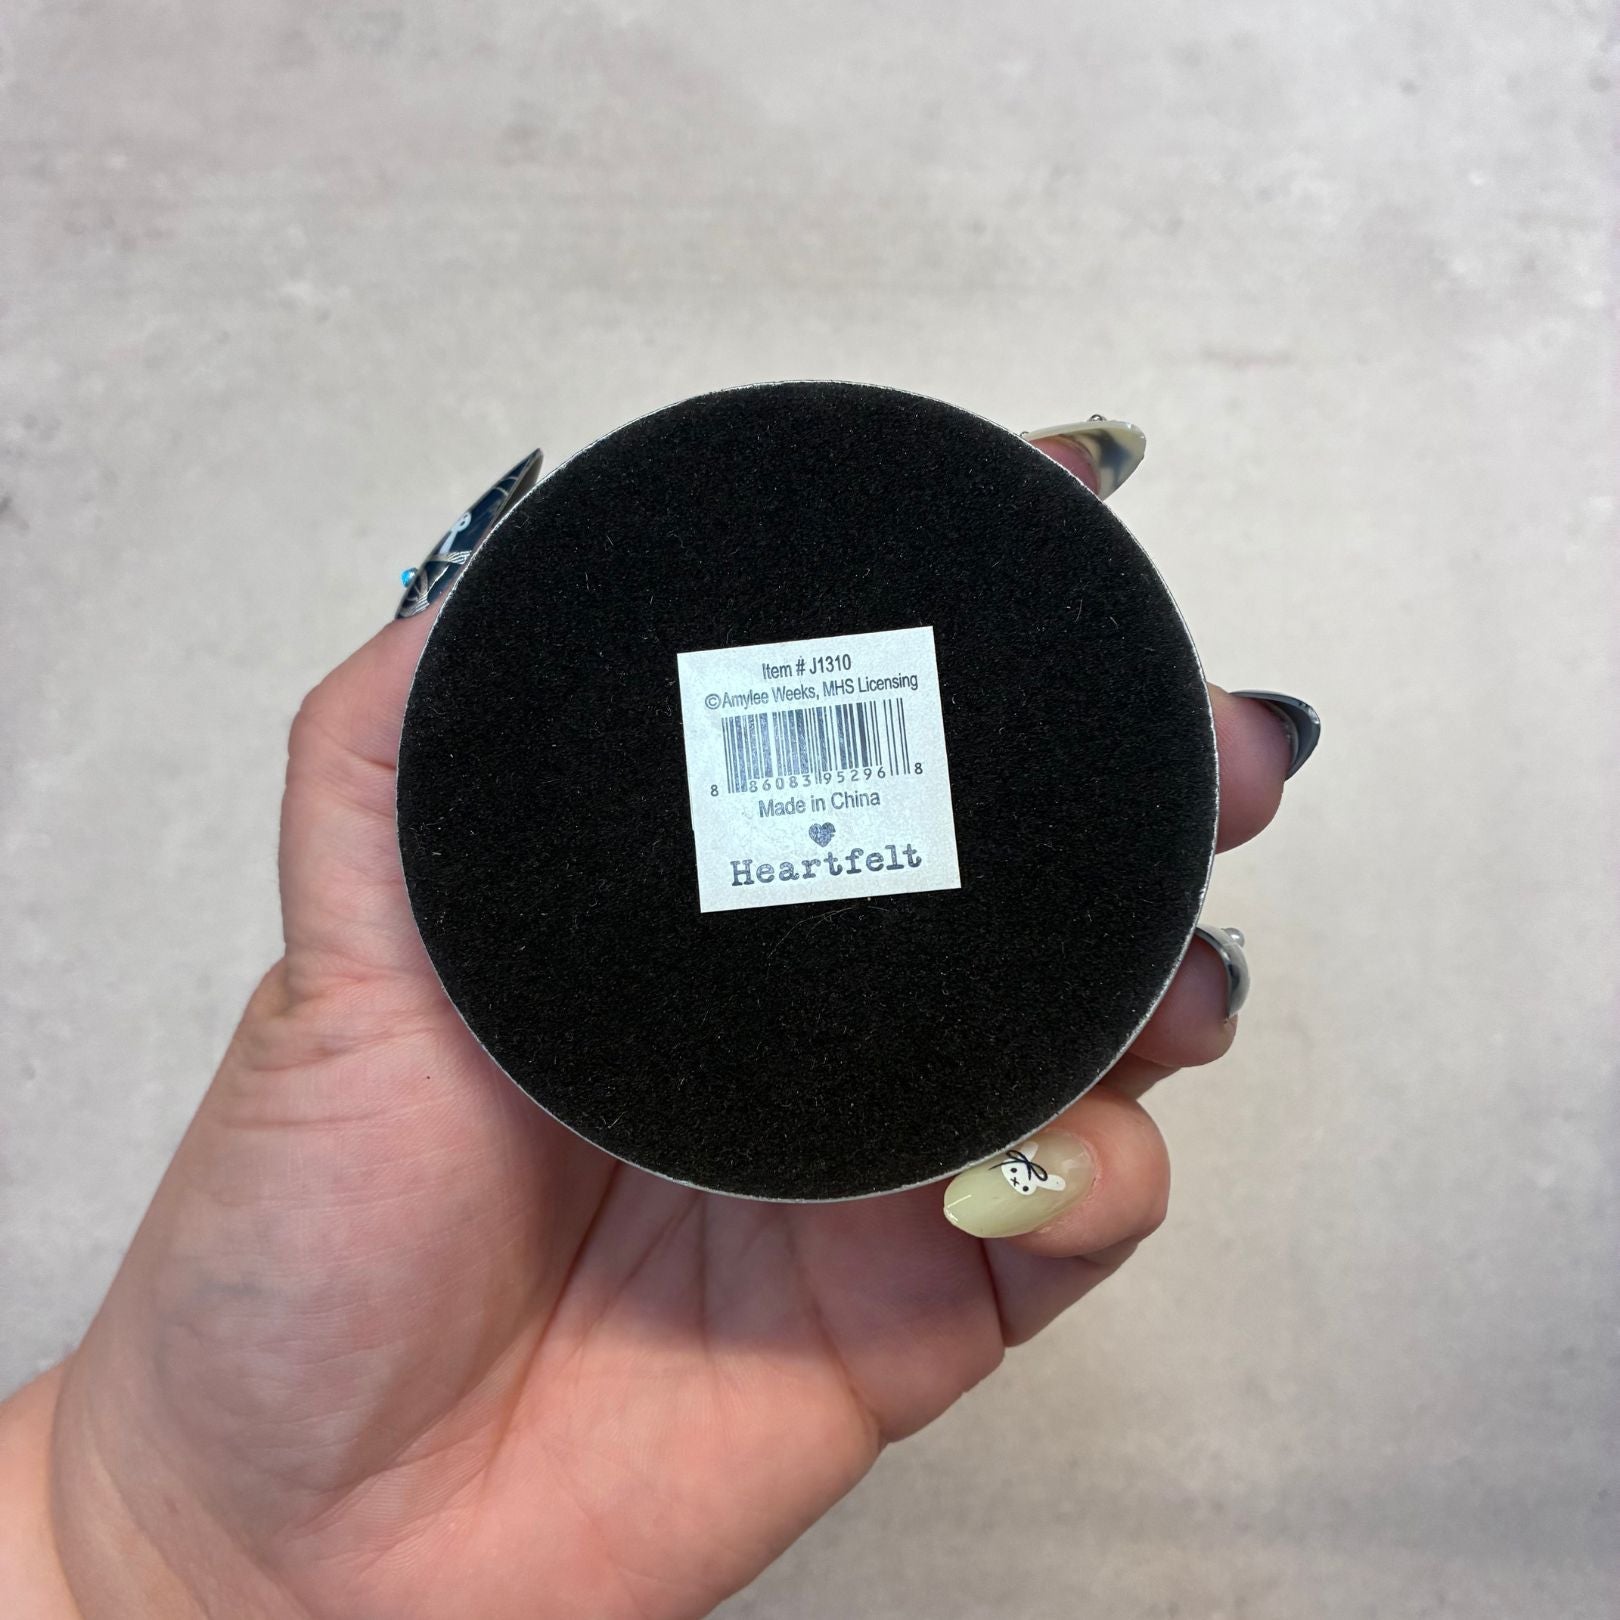 Item # J1310
©Amylee Weeks, MHS Licensing
8 86083 95296 8
Made in China
Heartfelt